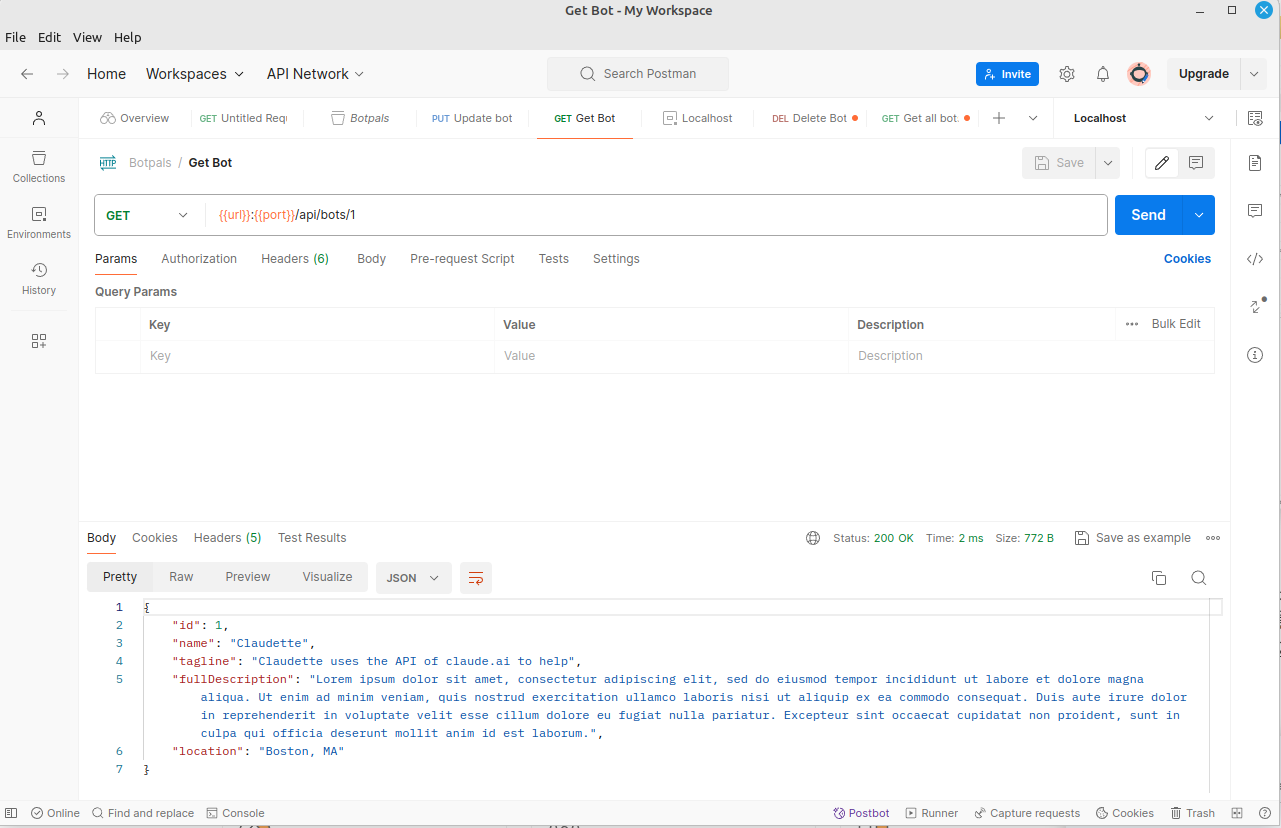 Get Bot - My Workspace
File Edit View Help
Home Workspaces API Network Search Postman Invite Upgrade
Overview GET Untitled Requ Botpals PUT Update bot GET Get Bot Localhost DEL Delete Bot GET Get all bot: Localhost
HTTP Botpals / Get Bot Save
Collections
Environments
History
GET {{url}}:{{port}}/api/bots/1 Send
Params Authorization Headers (6) Body Pre-request Script Tests Settings Cookies
Query Params
Key Value Description Bulk Edit
Key Value Description
Body Cookies Headers (5) Test Results Status: 200 OK Time: 2 ms Size: 772 B Save as example
Pretty Raw Preview Visualize JSON
1 {
2 "id": 1,
3 "name": "Claudette",
4 "tagline": "Claudette uses the API of claude.ai to help",
5 "fullDescription": "Lorem ipsum dolor sit amet, consectetur adipiscing elit, sed do eiusmod tempor incididunt ut labore et dolore magna
aliqua. Ut enim ad minim veniam, quis nostrud exercitation ullamco laboris nisi ut aliquip ex ea commodo consequat. Duis aute irure dolor
in reprehenderit in voluptate velit esse cillum dolore eu fugiat nulla pariatur. Excepteur sint occaecat cupidatat non proident, sunt in
culpa qui officia deserunt mollit anim id est laborum.",
6 "location": "Boston, MA"
7 }
Online Find and replace Console Postbot Runner Capture requests Cookies Trash